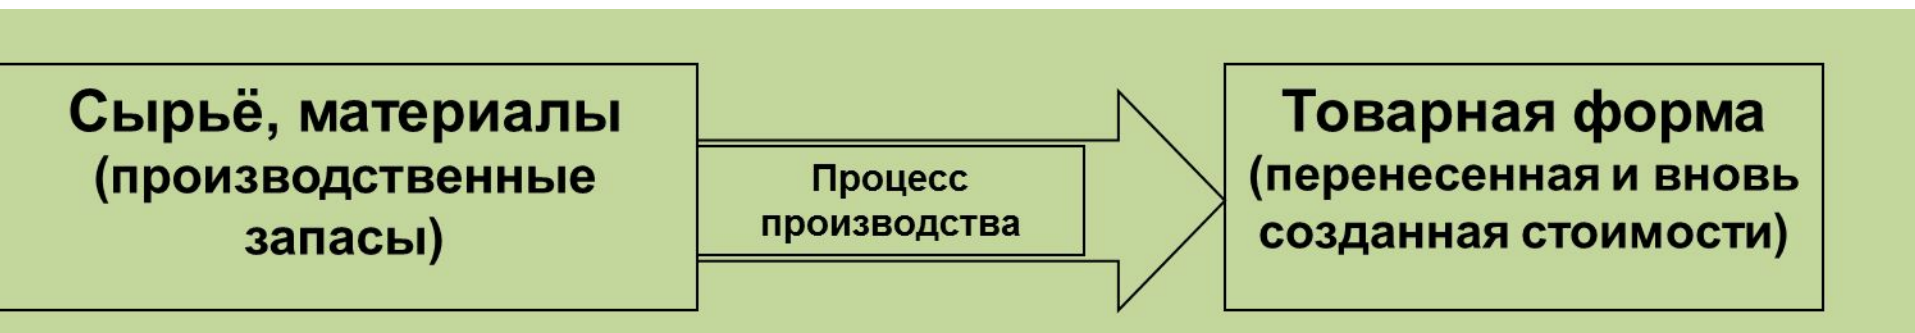 Сырьё, материалы
(производственные
запасы)
Процесс
производства
Товарная форма
(перенесенная и вновь
созданная стоимости)